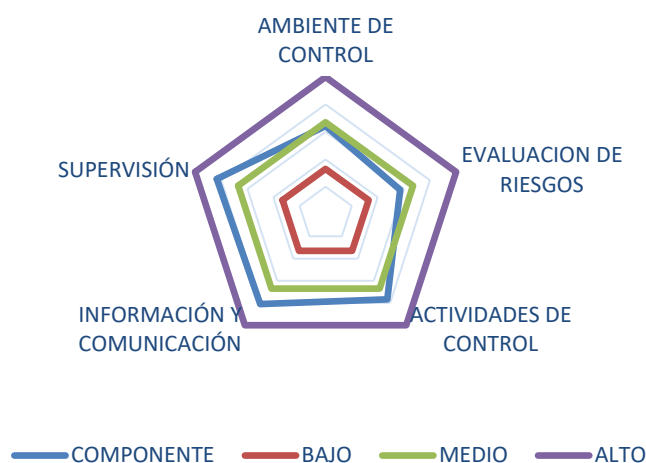 AMBIENTE DE
CONTROL
EVALUACION DE
RIESGOS
SUPERVISIÓN
INFORMACIÓN Y
COMUNICACIÓN
ACTIVIDADES DE
CONTROL
COMPONENTE BAJO MEDIO ALTO